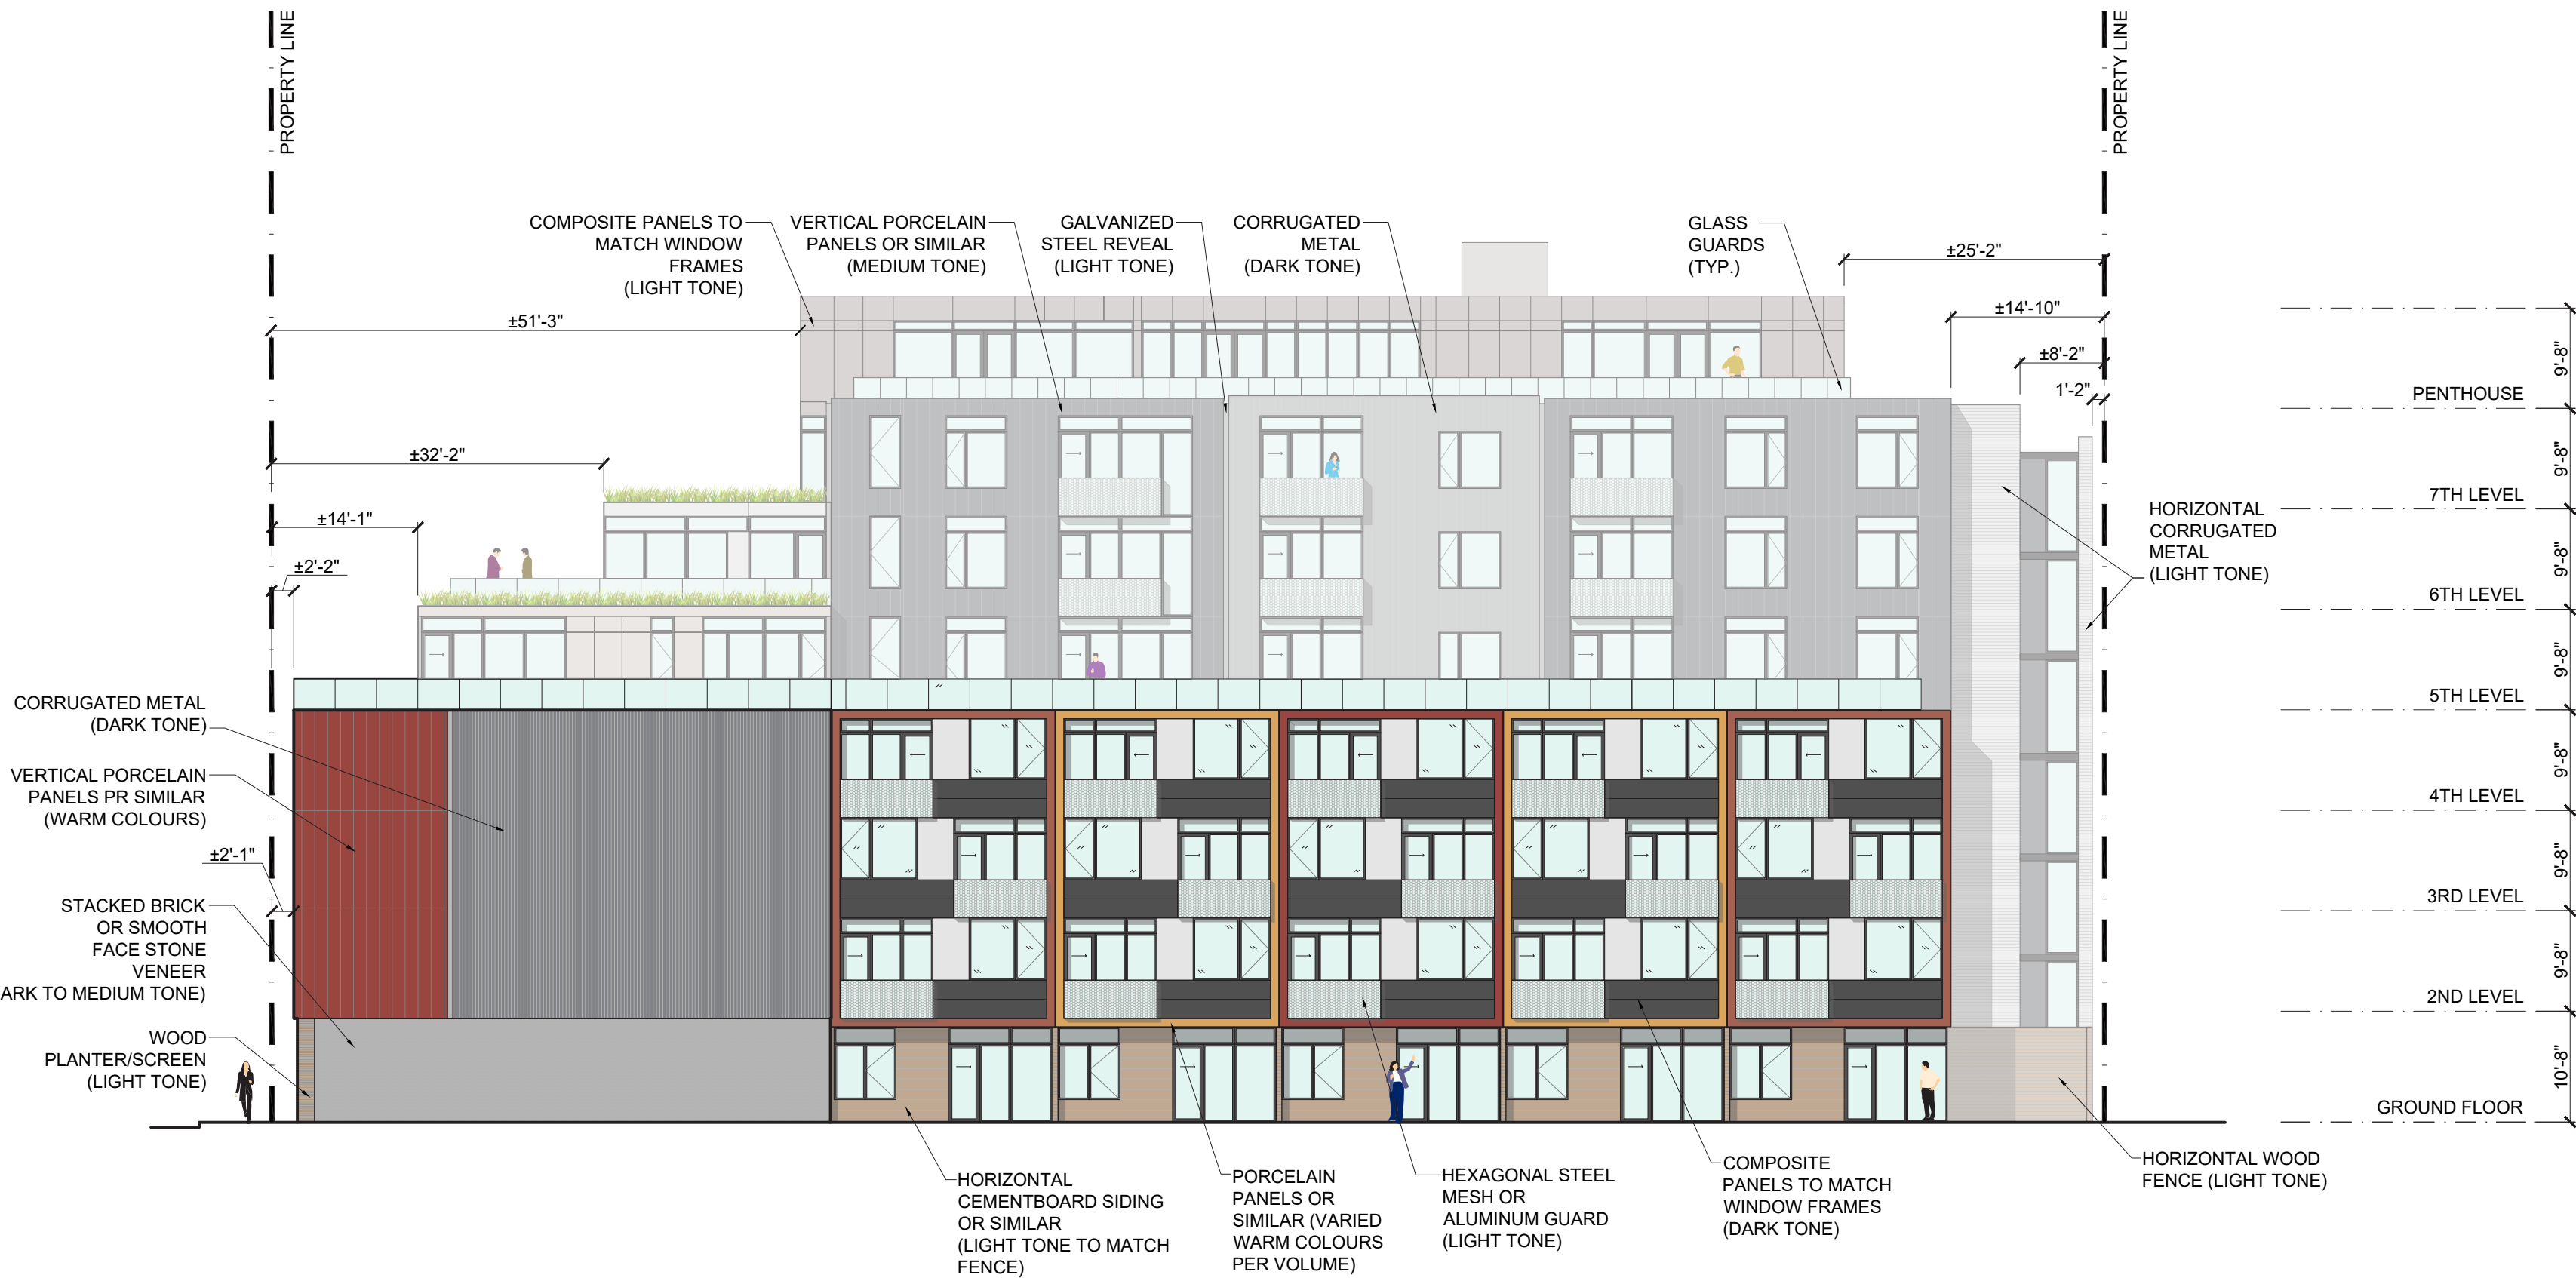 PROPERTY LINE
PROPERTY LINE
COMPOSITE PANELS TO
MATCH WINDOW
FRAMES
(LIGHT TONE)
VERTICAL PORCELAIN
PANELS OR SIMILAR
(MEDIUM TONE)
GALVANIZED
STEEL REVEAL
(LIGHT TONE)
CORRUGATED
METAL
(DARK TONE)
GLASS
GUARDS
(TYP.)
±25'-2"
±51'-3"
±14'-10"
±8'-2"
1'-2"
±32'-2"
±14'-1"
±2'-2"
HORIZONTAL
CORRUGATED
METAL
(LIGHT TONE)
PENTHOUSE
7TH LEVEL
6TH LEVEL
5TH LEVEL
4TH LEVEL
3RD LEVEL
2ND LEVEL
GROUND FLOOR
9'-8"
9'-8"
9'-8"
9'-8"
9'-8"
9'-8"
9'-8"
10'-8"
CORRUGATED METAL
(DARK TONE)
VERTICAL PORCELAIN
PANELS PR SIMILAR
(WARM COLOURS)
±2'-1"
STACKED BRICK
OR SMOOTH
FACE STONE
VENEER
ARK TO MEDIUM TONE)
WOOD
PLANTER/SCREEN
(LIGHT TONE)
HORIZONTAL
CEMENTBOARD SIDING
OR SIMILAR
(LIGHT TONE TO MATCH
FENCE)
PORCELAIN
PANELS OR
SIMILAR (VARIED
WARM COLOURS
PER VOLUME)
HEXAGONAL STEEL
MESH OR
ALUMINUM GUARD
(LIGHT TONE)
COMPOSITE
PANELS TO MATCH
WINDOW FRAMES
(DARK TONE)
HORIZONTAL WOOD
FENCE (LIGHT TONE)